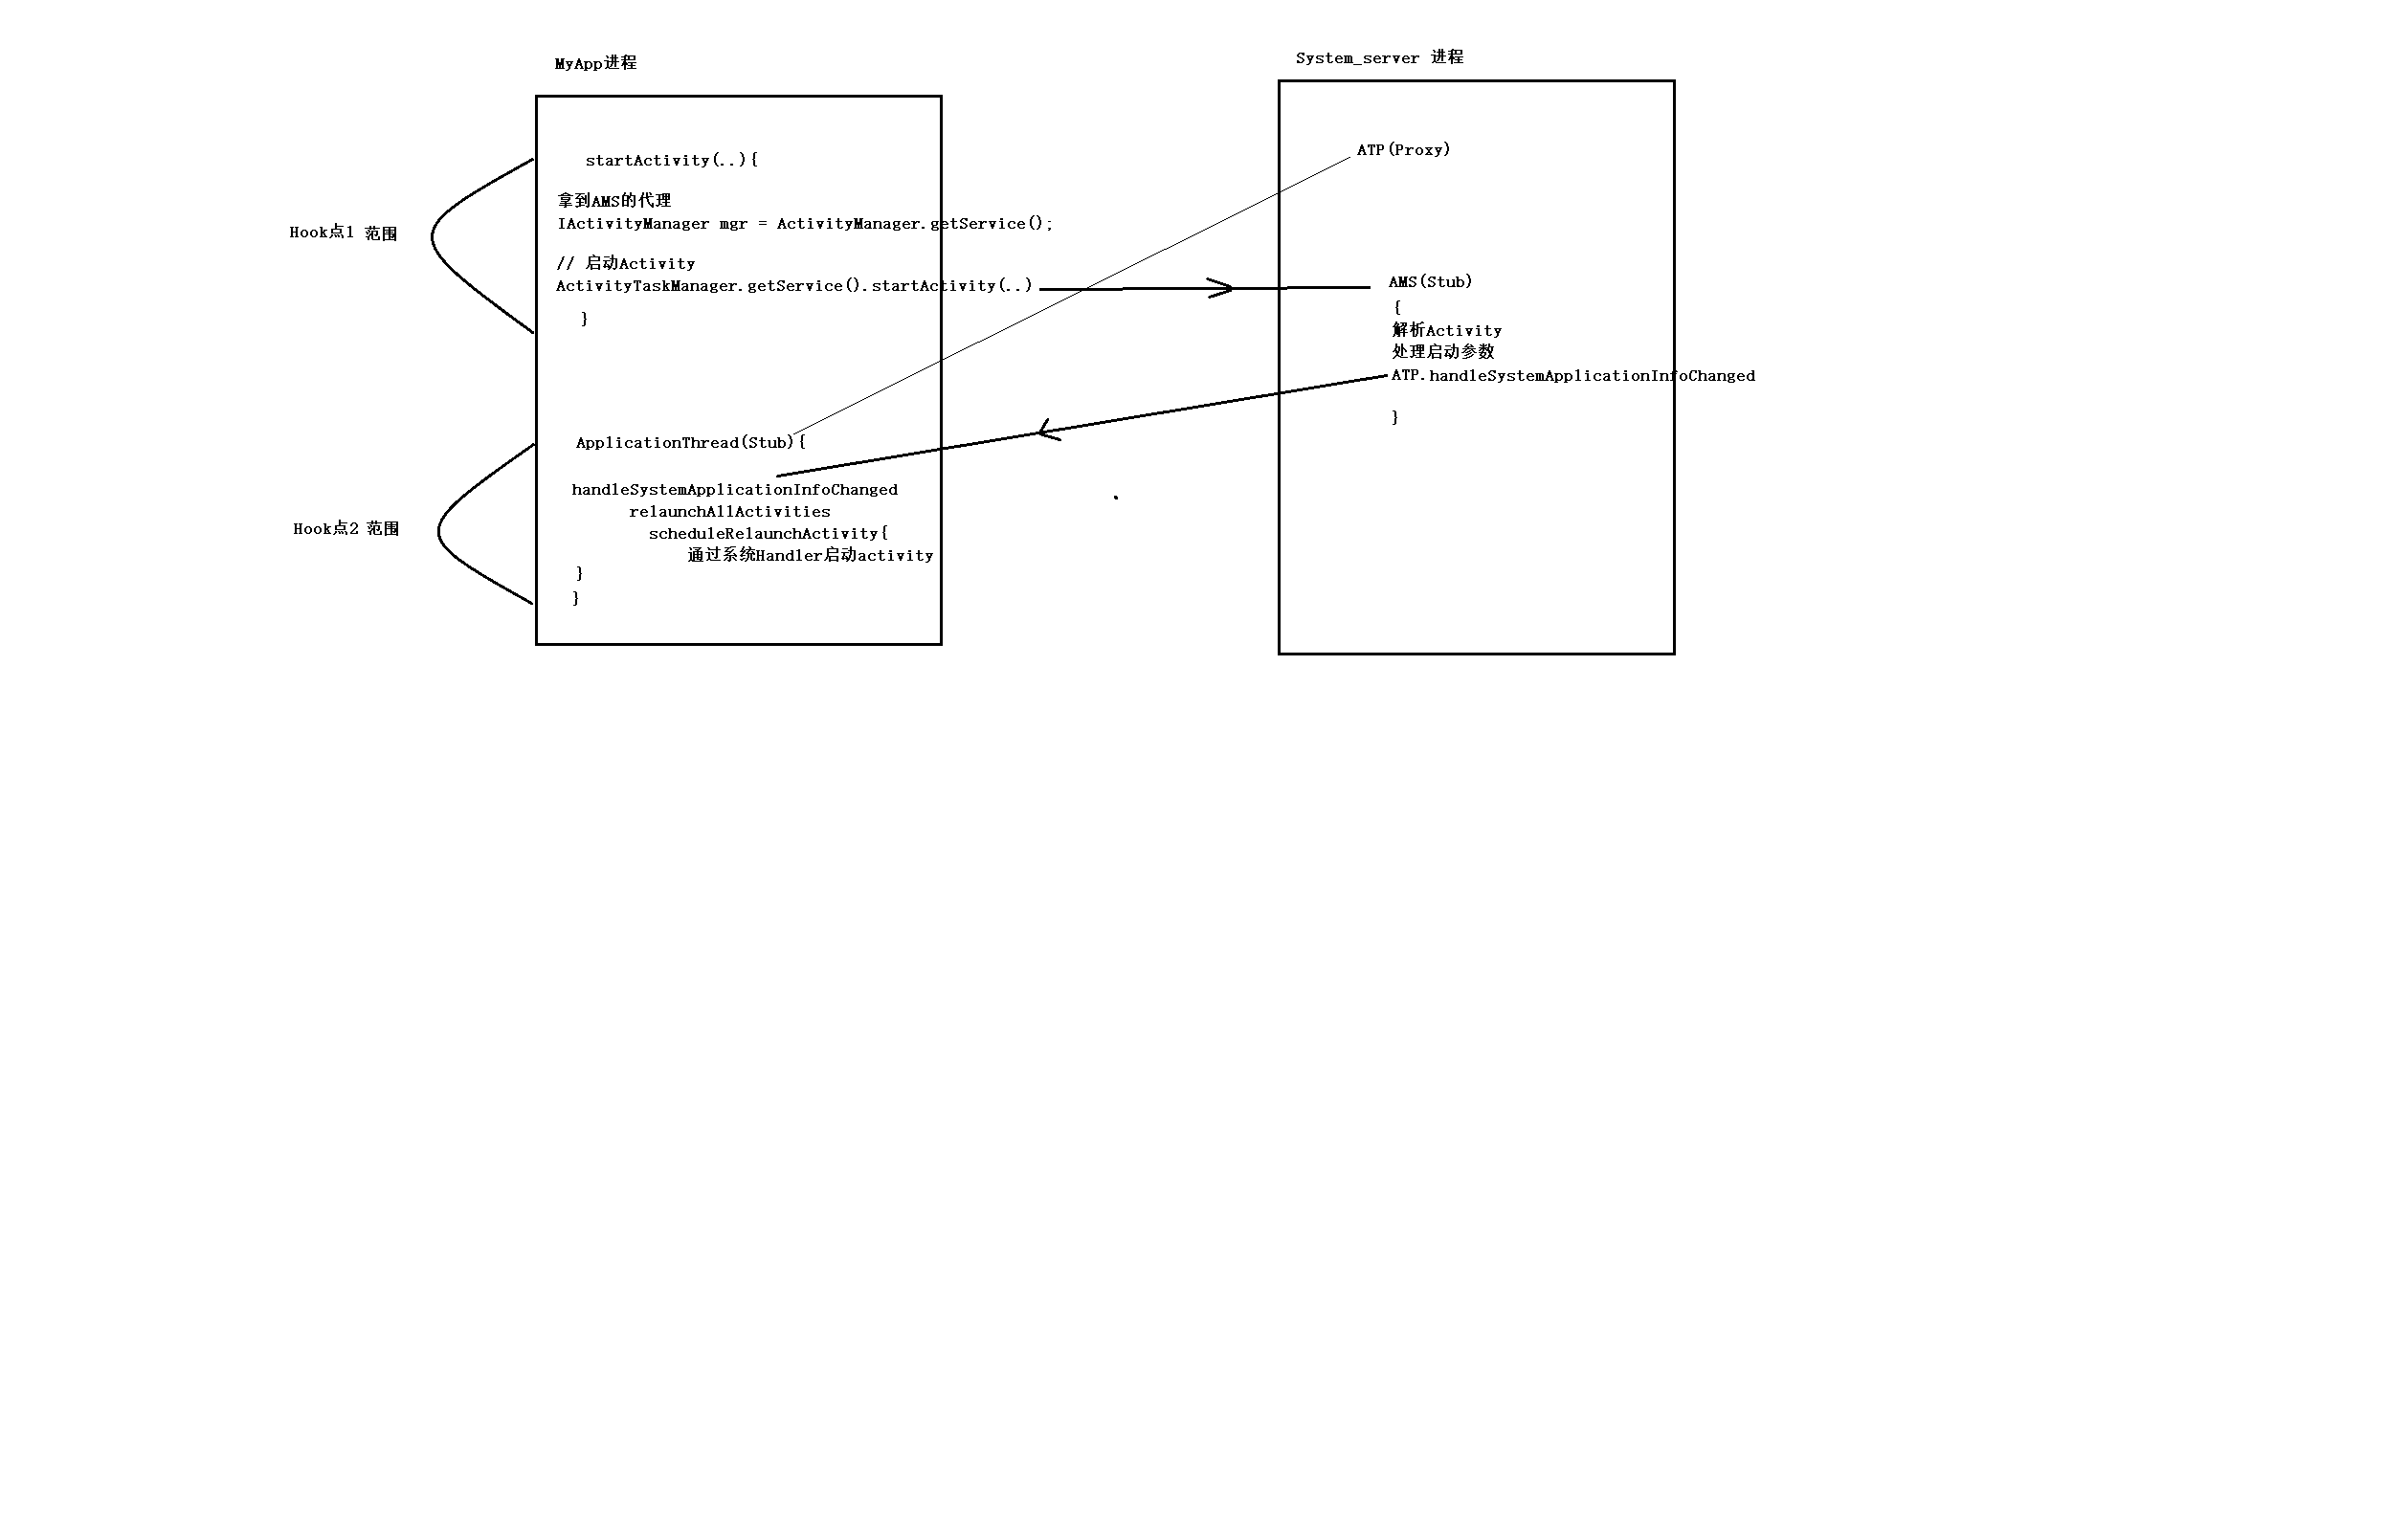 MyApp进程
startActivity(..){
拿到AMS的代理
IActivityManager mgr = ActivityManager.getService();
// 启动Activity
ActivityTaskManager.getService().startActivity(..)
}
Hook点1 范围
ApplicationThread(Stub){
handleSystemApplicationInfoChanged
relaunchAllActivities
scheduleRelaunchActivity{
通过系统Handler启动activity
}
}
Hook点2 范围
System_server 进程
ATP(Proxy)
AMS(Stub)
{
解析Activity
处理启动参数
ATP.handleSystemApplicationInfoChanged
}